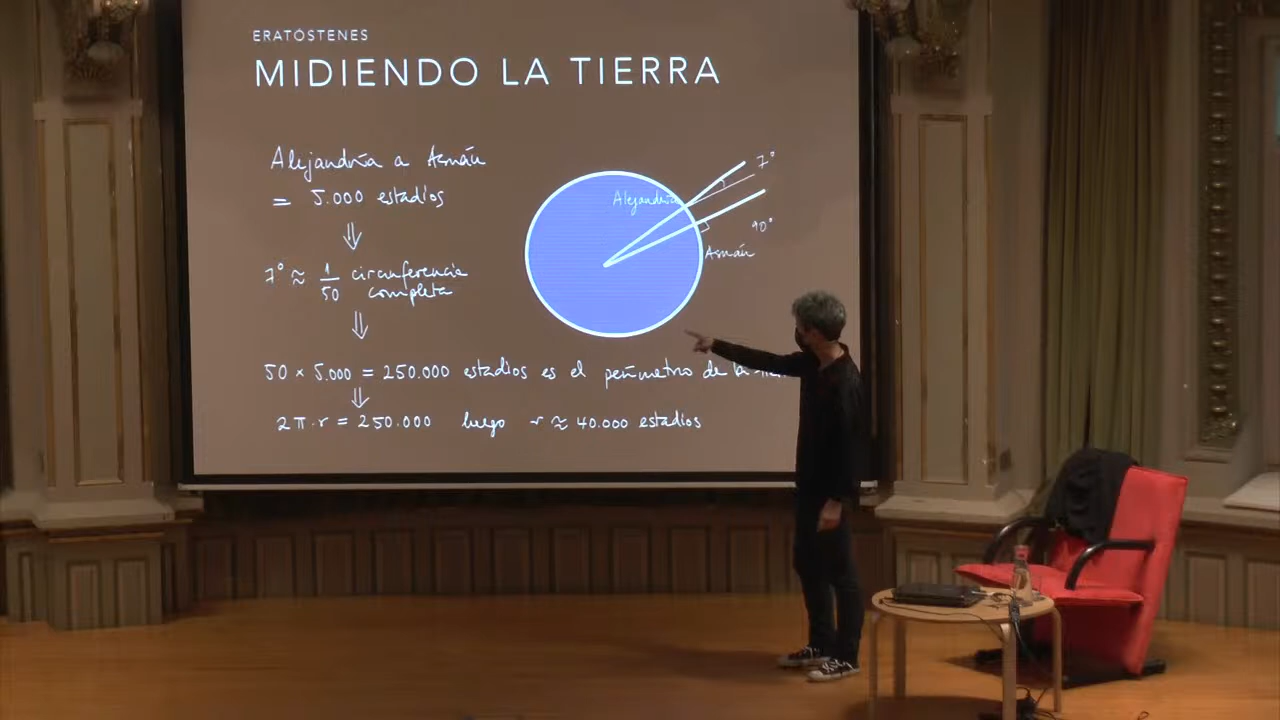 ERATÓSTENES
MIDIENDO LA TIERRA
Alejandría a Asuán
= 5.000 estadios
⇓
7° ≈ 1/50 circunferencia
completa
⇓
50 × 5.000 = 250.000 estadios es el perímetro de la
⇓
2π·r = 250.000 luego r ≈ 40.000 estadios
7°
Alejandría
90°
Asuán